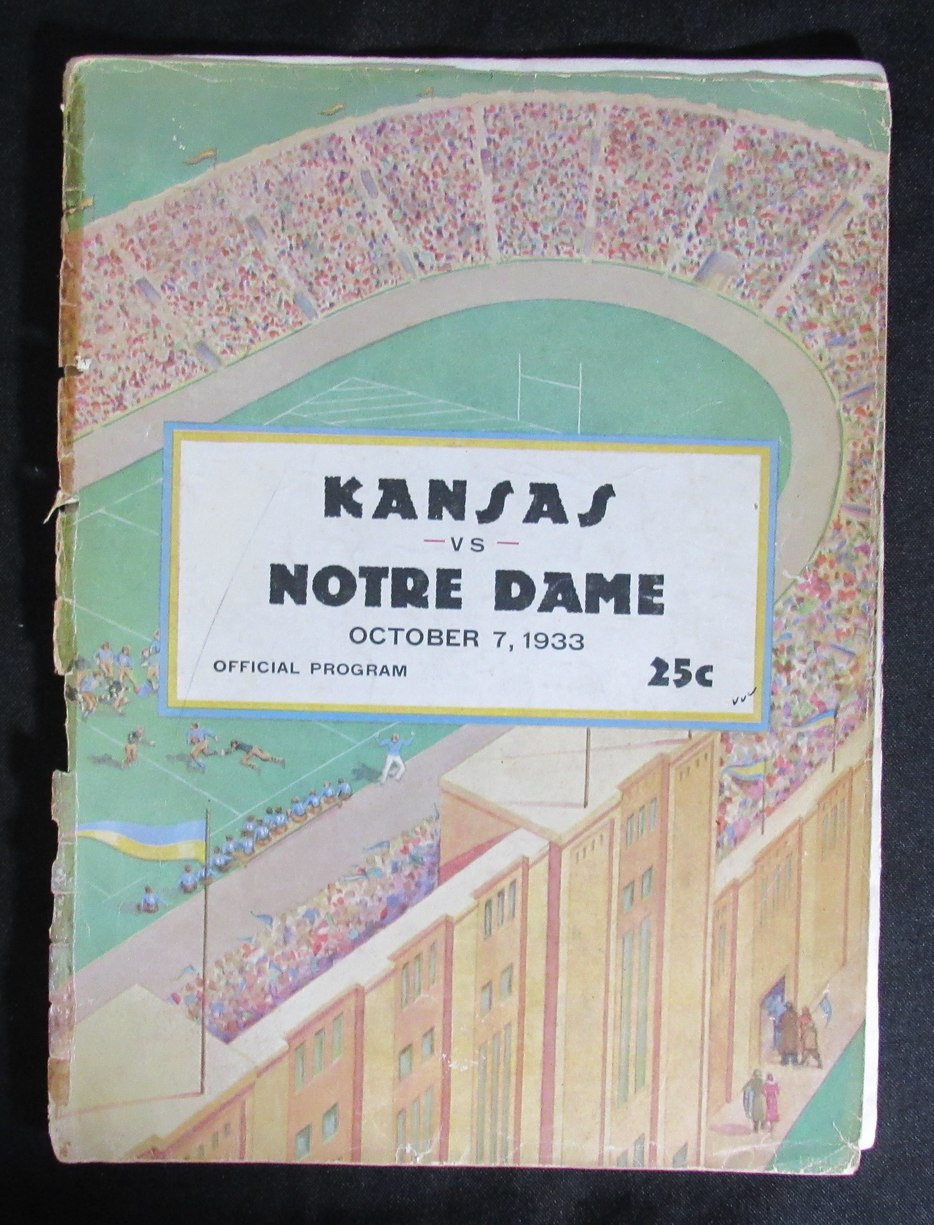 KANSAS
VS
NOTRE DAME
OCTOBER 7, 1933
OFFICIAL PROGRAM 25c